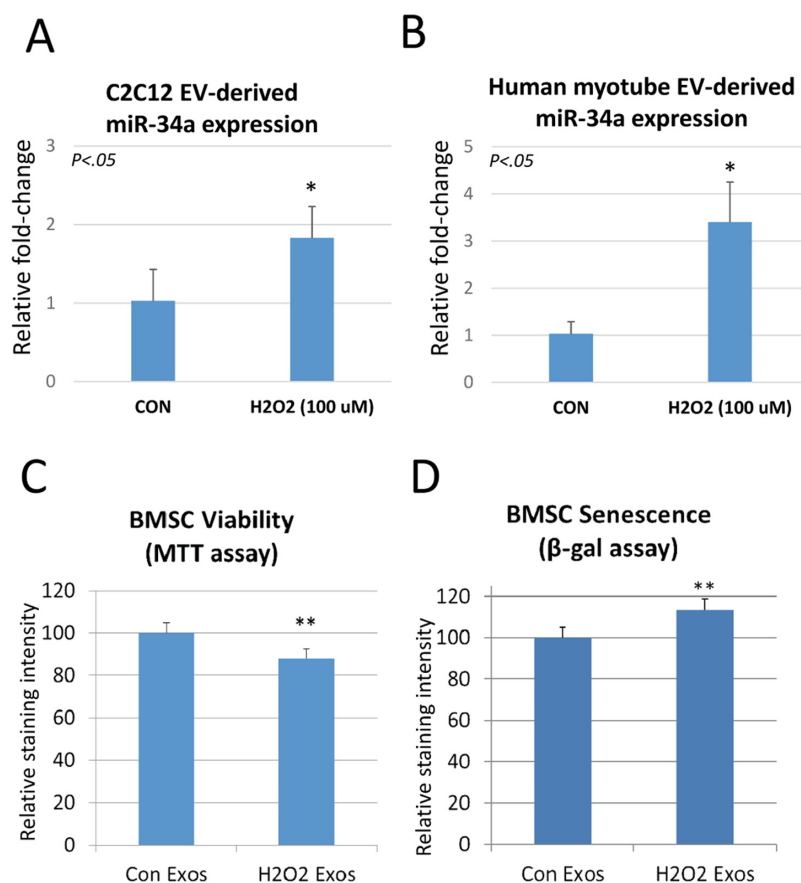 A
C2C12 EV-derived
miR-34a expression
P<.05
Relative fold-change
3
2
1
0
*
CON
H2O2 (100 uM)
B
Human myotube EV-derived
miR-34a expression
P<.05
Relative fold-change
5
4
3
2
1
0
*
CON
H2O2 (100 uM)
C
BMSC Viability
(MTT assay)
Relative staining intensity
120
100
80
60
40
20
0
**
Con Exos
H2O2 Exos
D
BMSC Senescence
(β-gal assay)
Relative staining intensity
120
100
80
60
40
20
0
**
Con Exos
H2O2 Exos